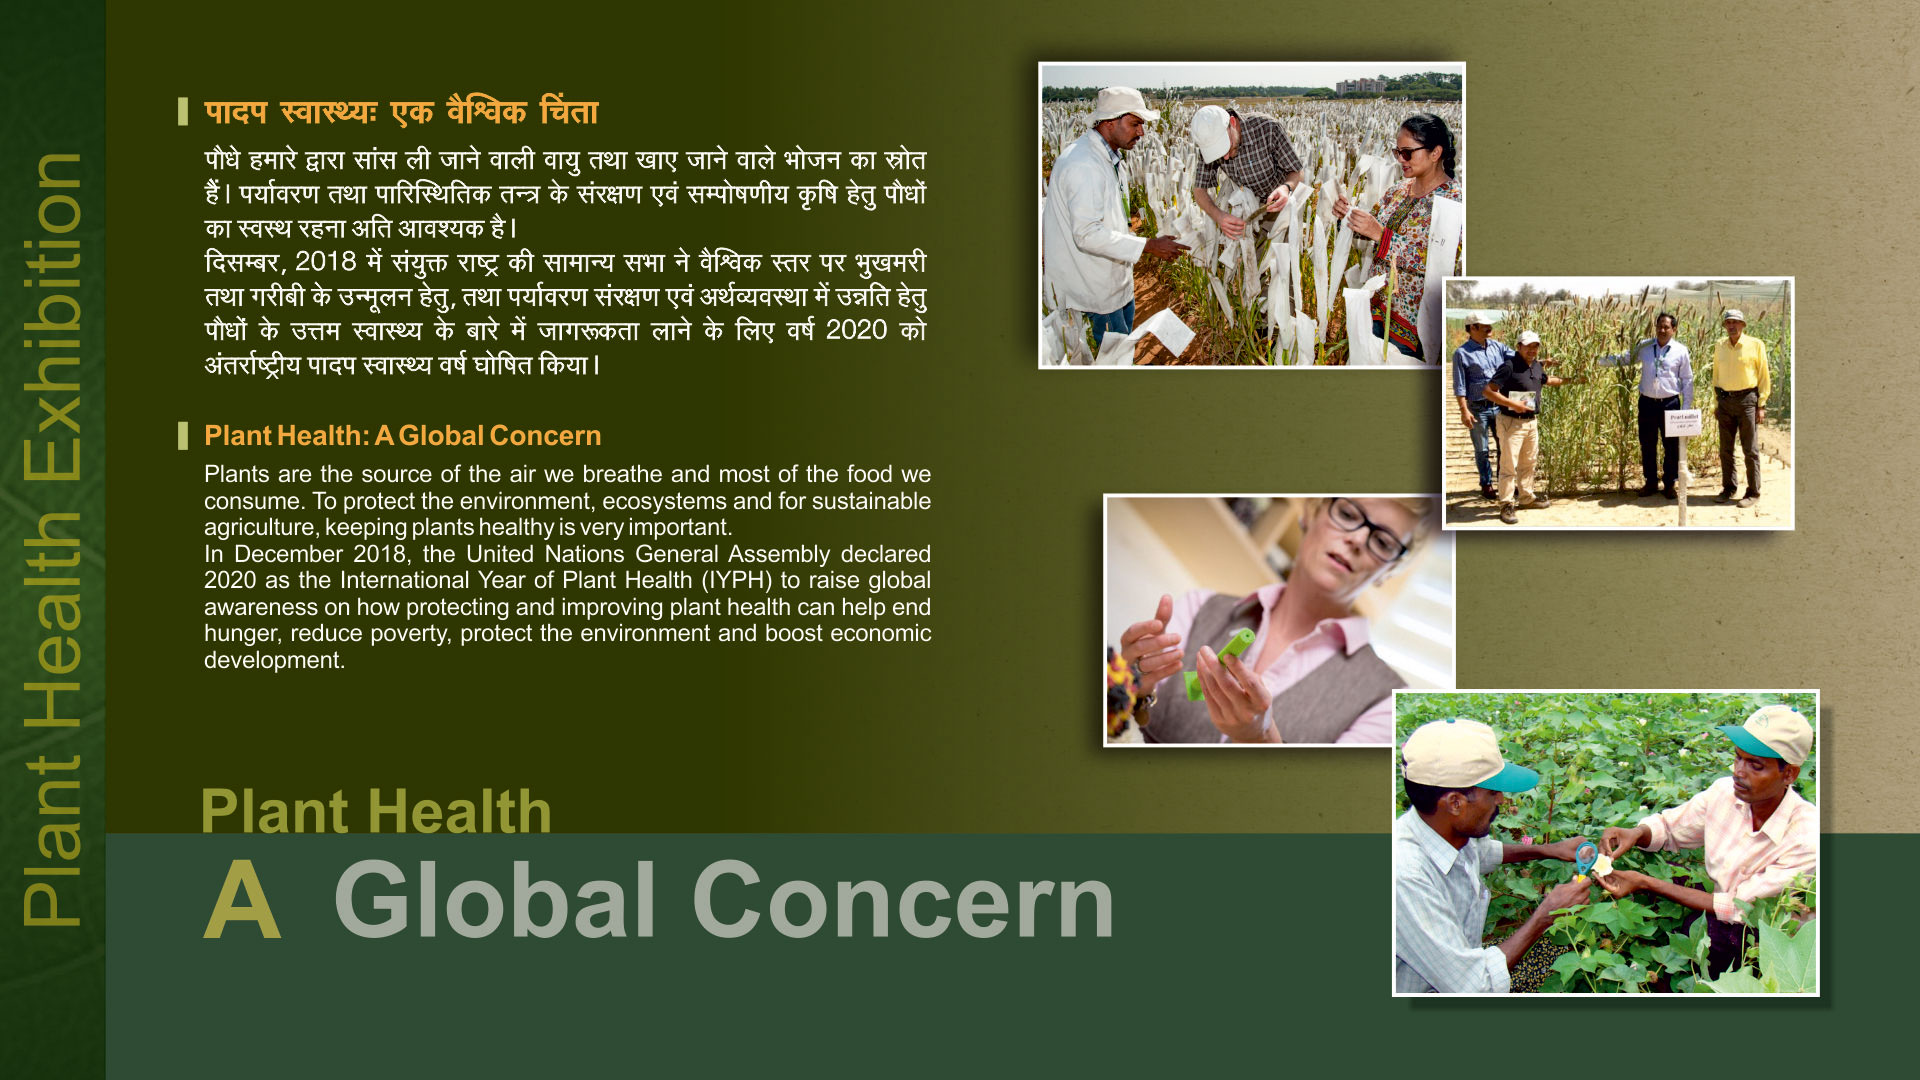 Plant Health Exhibition
पादप स्वास्थ्यः एक वैश्विक चिंता
पौधे हमारे द्वारा सांस ली जाने वाली वायु तथा खाए जाने वाले भोजन का स्रोत
हैं। पर्यावरण तथा पारिस्थितिक तन्त्र के संरक्षण एवं सम्पोषणीय कृषि हेतु पौधों
का स्वस्थ रहना अति आवश्यक है।
दिसम्बर, 2018 में संयुक्त राष्ट्र की सामान्य सभा ने वैश्विक स्तर पर भुखमरी
तथा गरीबी के उन्मूलन हेतु, तथा पर्यावरण संरक्षण एवं अर्थव्यवस्था में उन्नति हेतु
पौधों के उत्तम स्वास्थ्य के बारे में जागरूकता लाने के लिए वर्ष 2020 को
अंतर्राष्ट्रीय पादप स्वास्थ्य वर्ष घोषित किया।
Plant Health: A Global Concern
Plants are the source of the air we breathe and most of the food we
consume. To protect the environment, ecosystems and for sustainable
agriculture, keeping plants healthy is very important.
In December 2018, the United Nations General Assembly declared
2020 as the International Year of Plant Health (IYPH) to raise global
awareness on how protecting and improving plant health can help end
hunger, reduce poverty, protect the environment and boost economic
development.
Plant Health
A Global Concern
Pearl millet